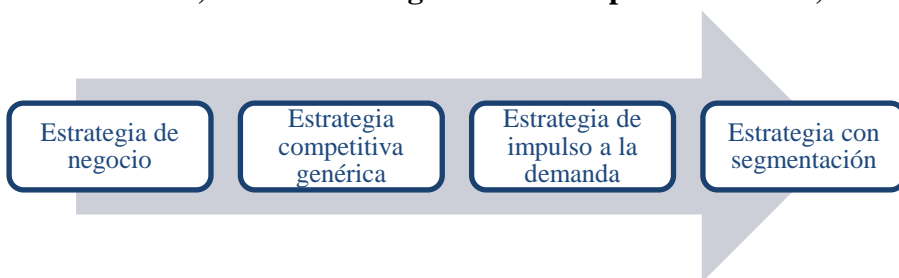 Estrategia de
negocio
Estrategia
competitiva
genérica
Estrategia de
impulso a la
demanda
Estrategia con
segmentación